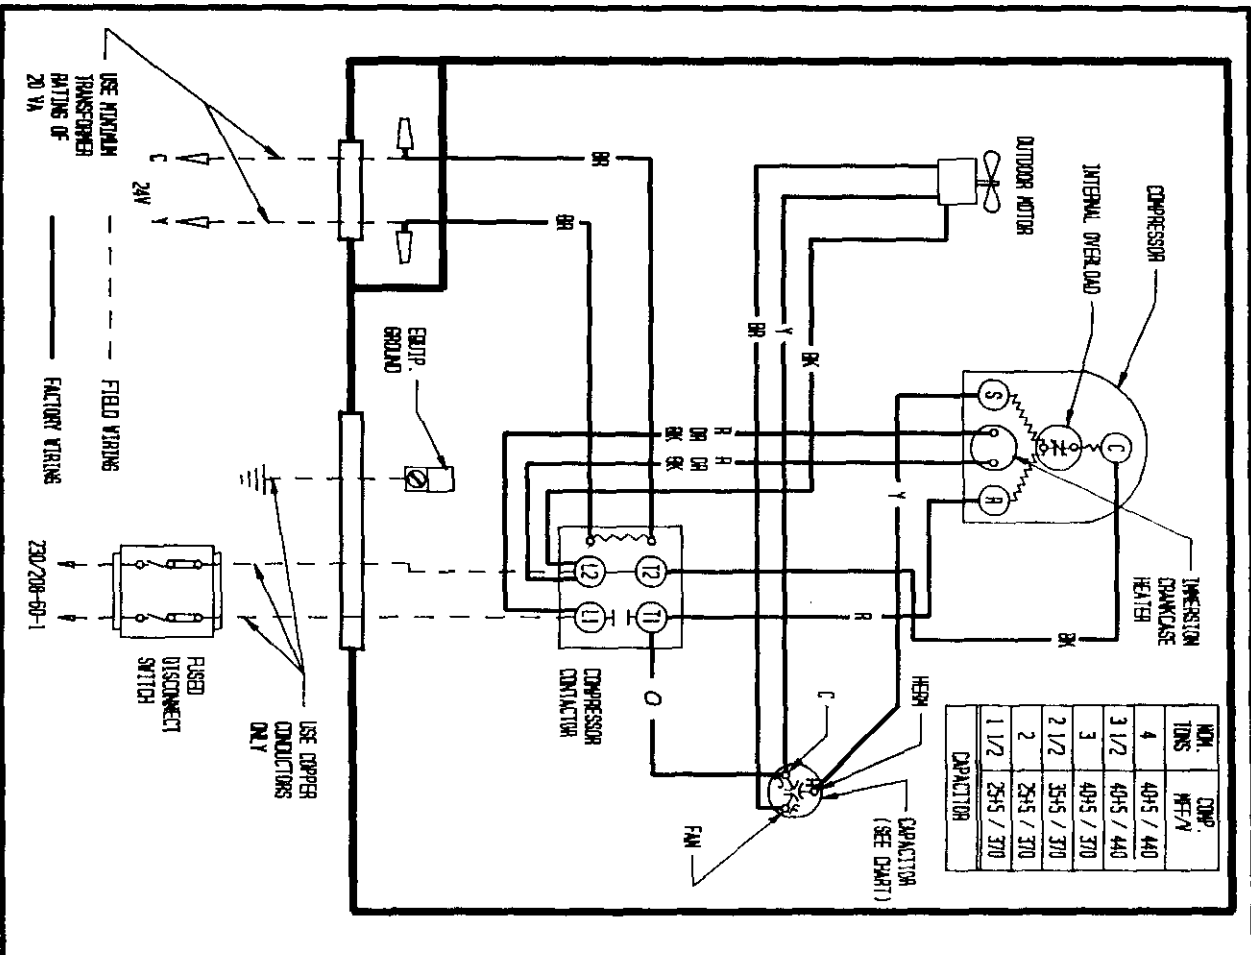 COMPRESSOR
INTERNAL OVERLOAD
OUTDOOR MOTOR
S
C
R
IMMERSION
CRANKCASE
HEATER
BR
Y
BK
R OR BK
R OR BK
Y
R
BK
BR
BR
HERM
C
H
C
CAPACITOR
(SEE CHART)
FAN
O
L2
T2
L1
T1
COMPRESSOR
CONTACTOR
EQUIP.
GROUND
NOM.
TONS
COMP.
MFF/V
4 40+5 / 440
3 1/2 40+5 / 440
3 40+5 / 370
2 1/2 35+5 / 370
2 25+5 / 370
1 1/2 25+5 / 370
CAPACITOR
USE MINIMUM
TRANSFORMER
RATING OF
20 VA
C
24V
Y
FIELD WIRING
FACTORY WIRING
230/208-60-1
FUSED
DISCONNECT
SWITCH
USE COPPER
CONDUCTORS
ONLY